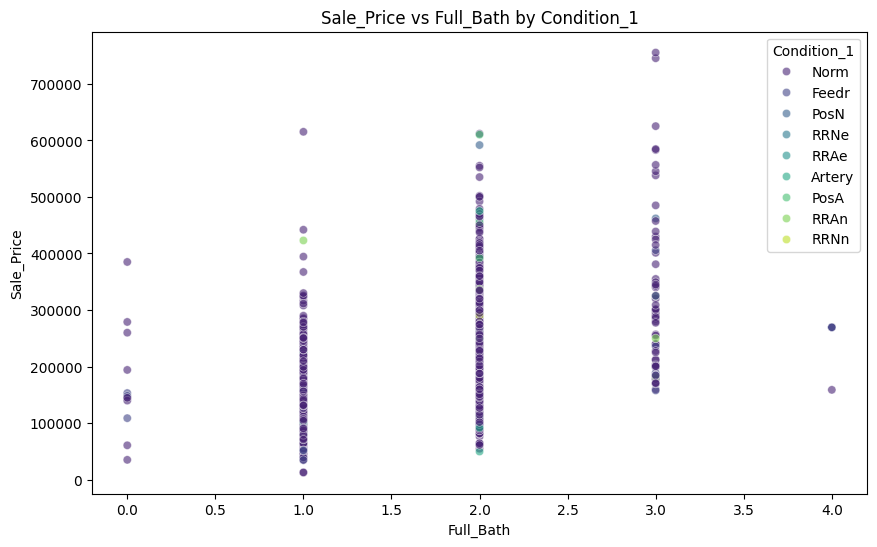 Sale_Price vs Full_Bath by Condition_1
Condition_1
Norm
Feedr
PosN
RRNe
RRAe
Artery
PosA
RRAn
RRNn
Sale_Price
700000
600000
500000
400000
300000
200000
100000
0
0.0 0.5 1.0 1.5 2.0 2.5 3.0 3.5 4.0
Full_Bath